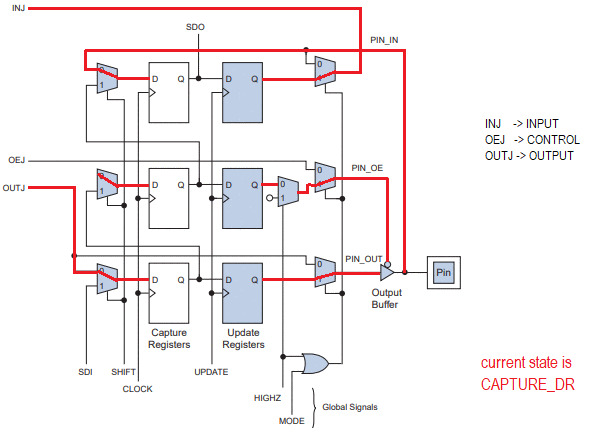 INJ
SDO
PIN_IN
0
1
D Q
D Q
0
1
INJ -> INPUT
OEJ -> CONTROL
OUTJ -> OUTPUT
OEJ
PIN_OE
0
1
D Q
D Q
0
1
0
1
OUTJ
PIN_OUT
0
1
D Q
D Q
0
1
Pin
Output
Buffer
Capture
Registers
Update
Registers
SDI
SHIFT
UPDATE
CLOCK
HIGHZ
MODE
Global Signals
current state is
CAPTURE_DR